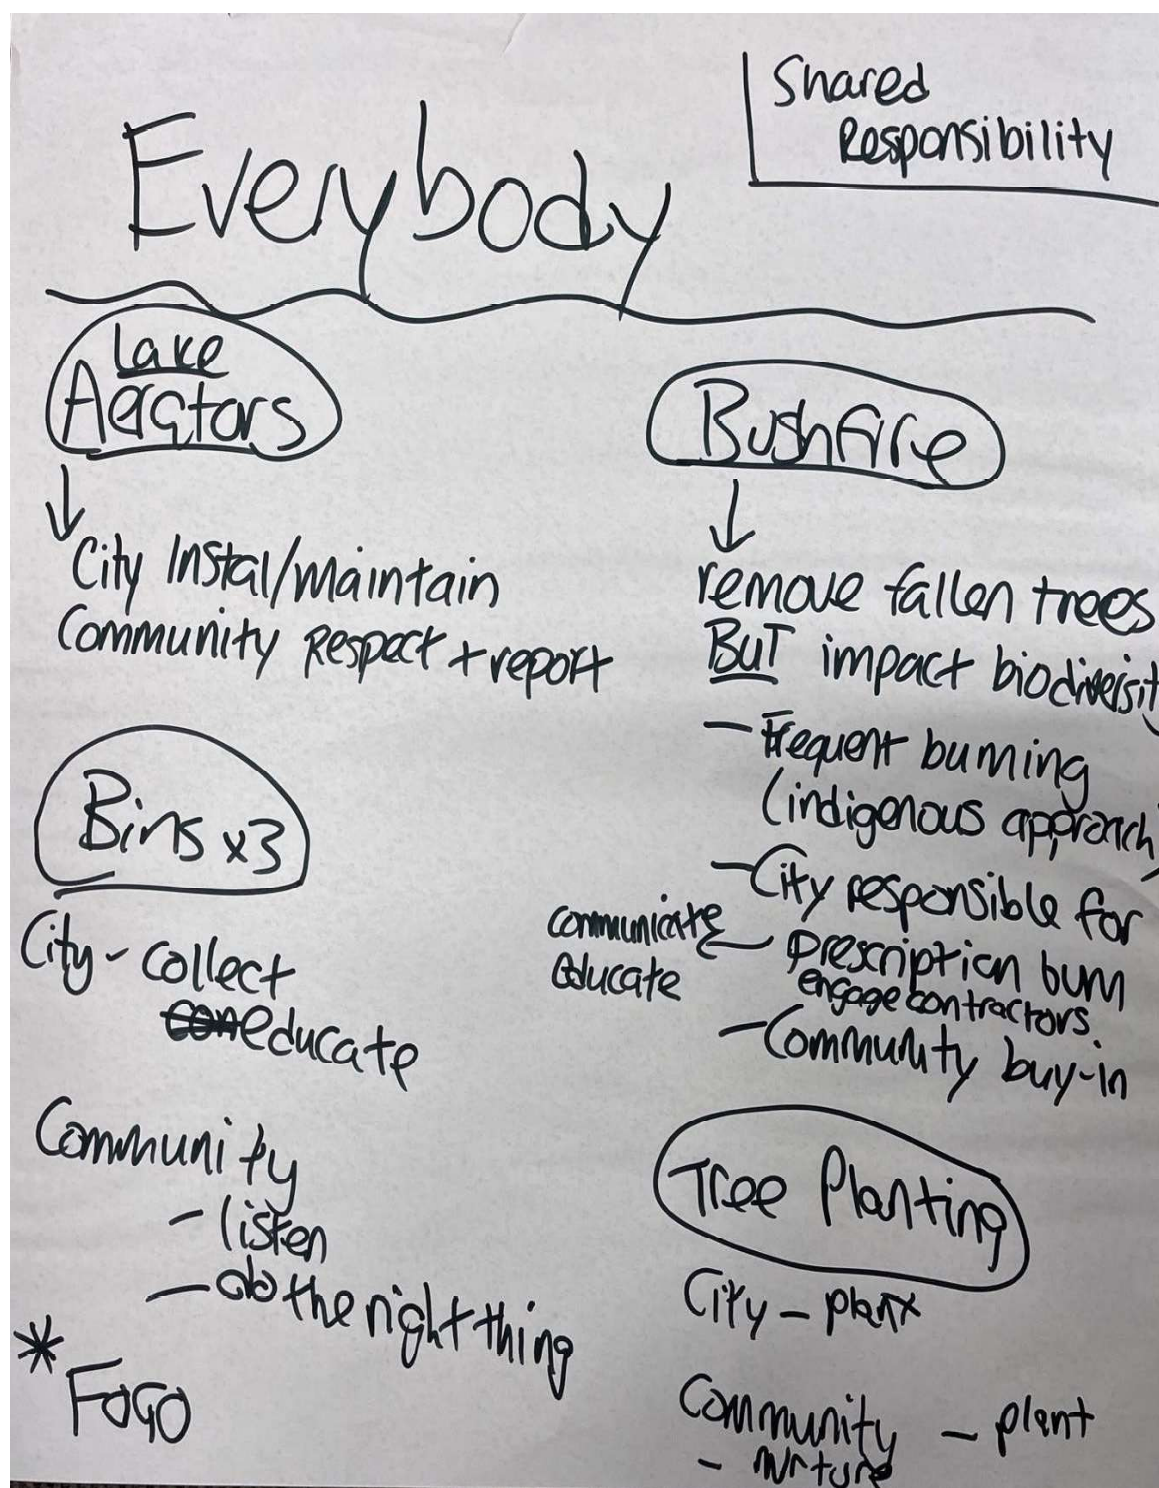 Shared
Responsibility
Everybody
Lake
Aerators
City Instal/maintain
Community Respect + report
Bins x3
City - collect
educate
Community
- listen
- do the right thing
* FOGO
Bushfire
remove fallen trees
BUT impact biodiversity
- Frequent burning
(indigenous approach)
- City responsible for
prescription burn
engage contractors
communicate
educate
- Community buy-in
Tree Planting
City - plant
Community - plant
- nurture